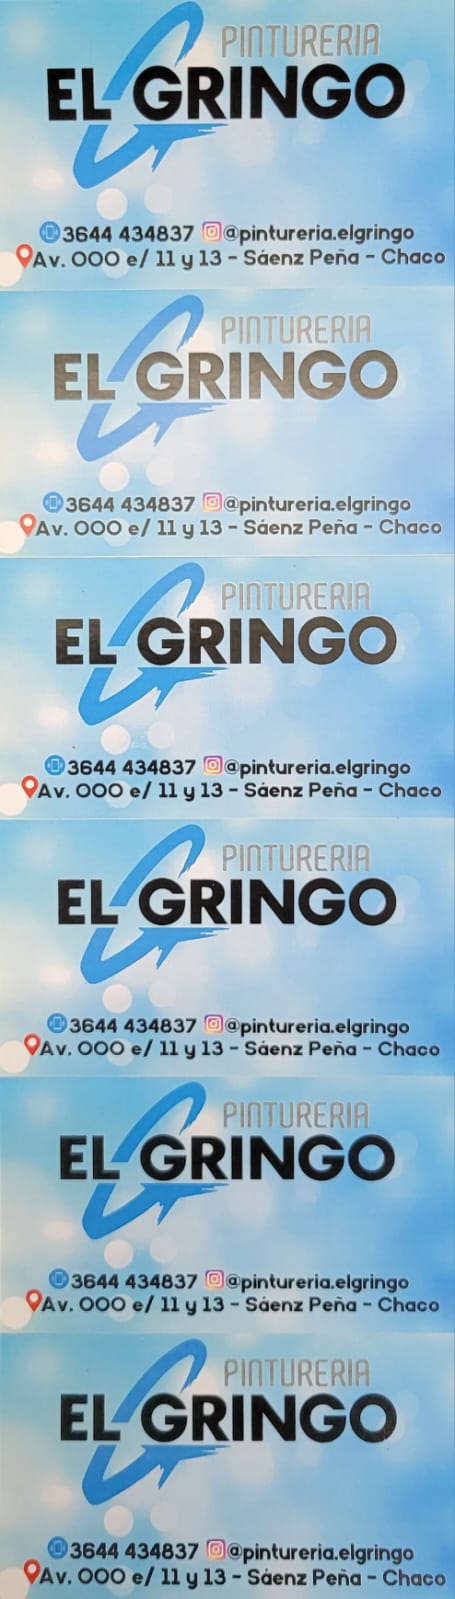 PINTURERIA
EL GRINGO
3644 434837 @pintureria.elgringo
Av. 000 e/ 11 y 13 - Sáenz Peña - Chaco
PINTURERIA
EL GRINGO
3644 434837 @pintureria.elgringo
Av. 000 e/ 11 y 13 - Sáenz Peña - Chaco
PINTURERIA
EL GRINGO
3644 434837 @pintureria.elgringo
Av. 000 e/ 11 y 13 - Sáenz Peña - Chaco
PINTURERIA
EL GRINGO
3644 434837 @pintureria.elgringo
Av. 000 e/ 11 y 13 - Sáenz Peña - Chaco
PINTURERIA
EL GRINGO
3644 434837 @pintureria.elgringo
Av. 000 e/ 11 y 13 - Sáenz Peña - Chaco
PINTURERIA
EL GRINGO
3644 434837 @pintureria.elgringo
Av. 000 e/ 11 y 13 - Sáenz Peña - Chaco